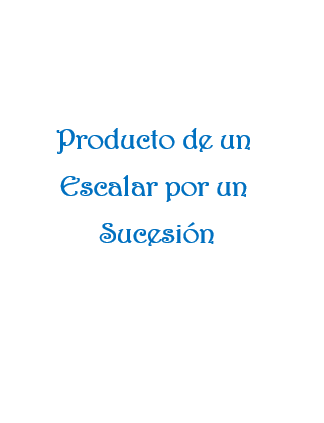 Producto de un
Escalar por un
Sucesión